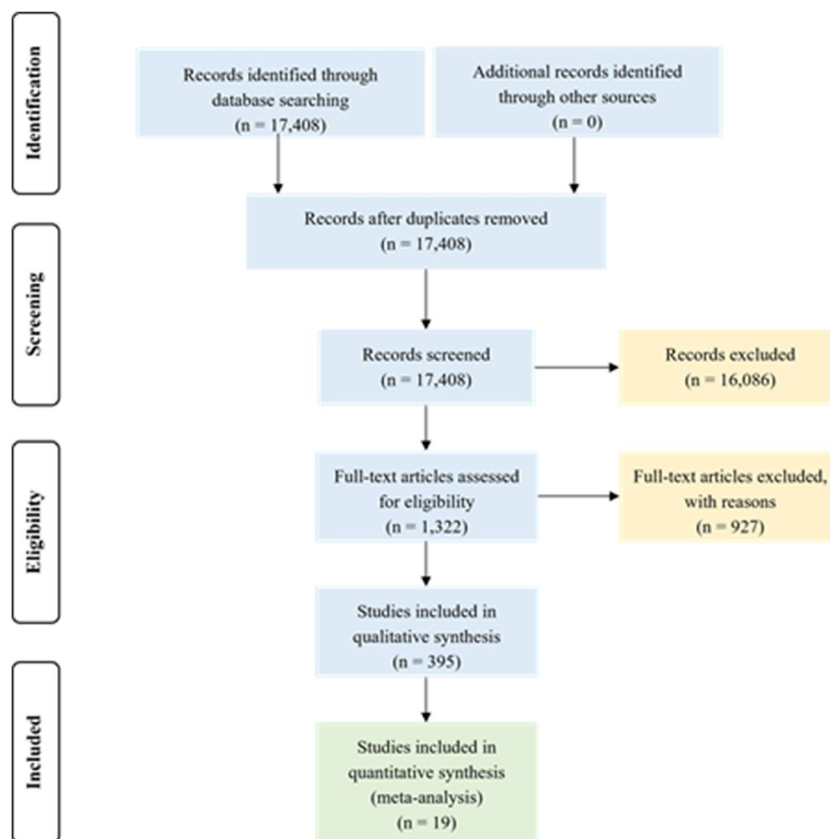 Identification
Records identified through
database searching
(n = 17,408)
Additional records identified
through other sources
(n = 0)
Records after duplicates removed
(n = 17,408)
Screening
Records screened
(n = 17,408)
Records excluded
(n = 16,086)
Eligibility
Full-text articles assessed
for eligibility
(n = 1,322)
Full-text articles excluded,
with reasons
(n = 927)
Studies included in
qualitative synthesis
(n = 395)
Included
Studies included in
quantitative synthesis
(meta-analysis)
(n = 19)